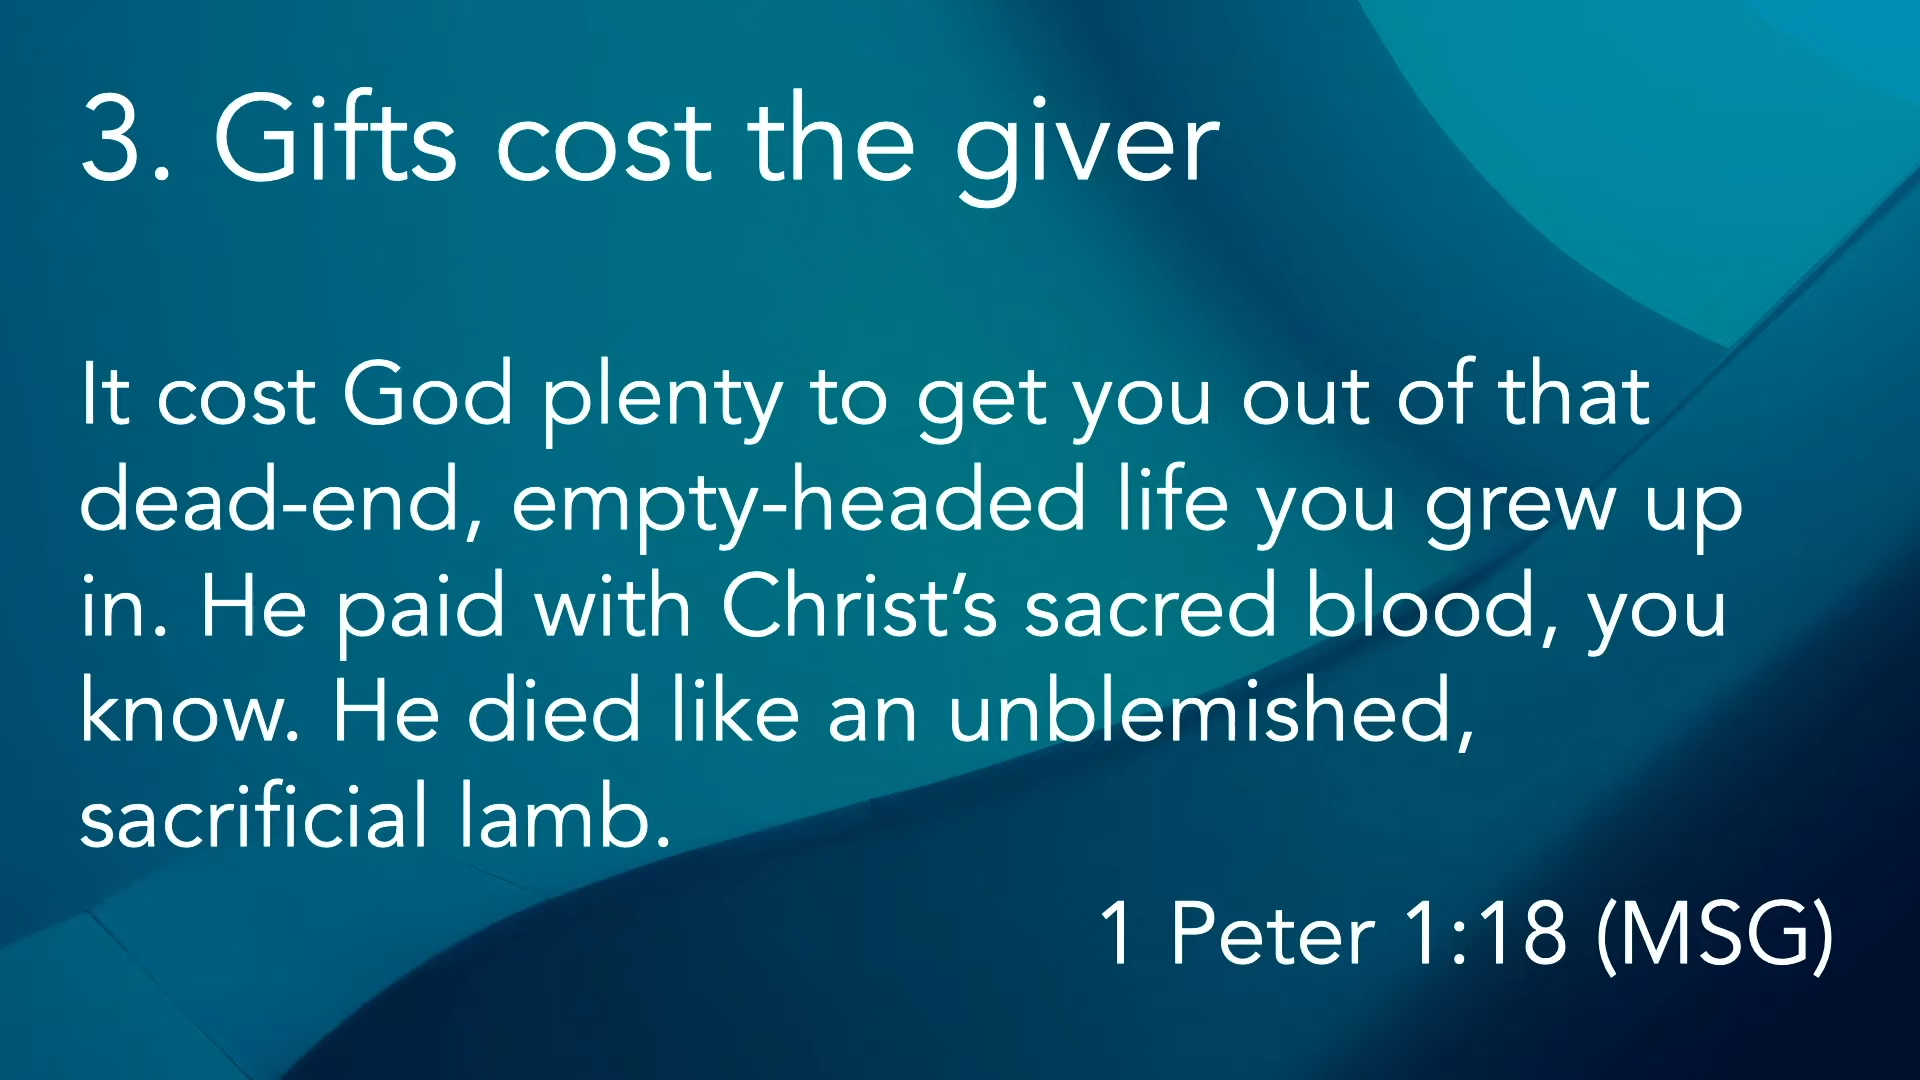 3. Gifts cost the giver
It cost God plenty to get you out of that
dead-end, empty-headed life you grew up
in. He paid with Christ’s sacred blood, you
know. He died like an unblemished,
sacrificial lamb.
1 Peter 1:18 (MSG)